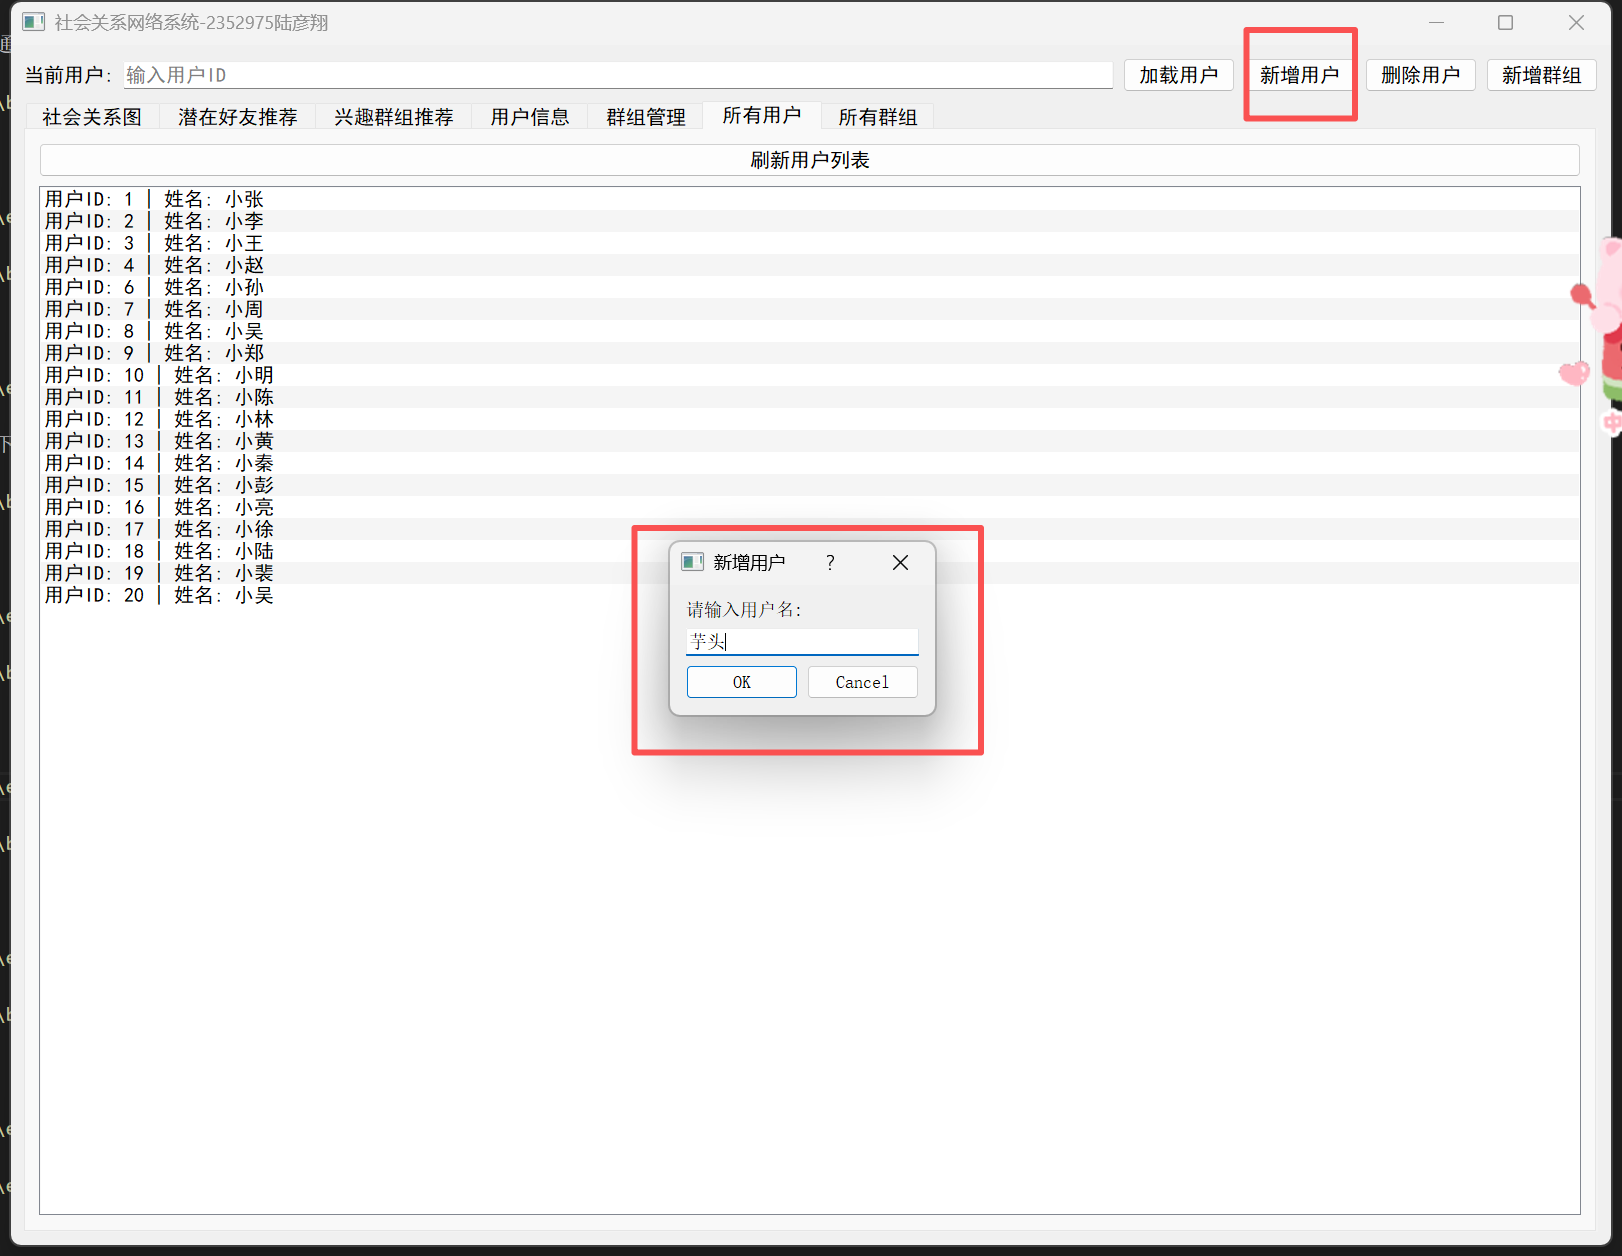 社会关系网络系统-2352975陆彦翔
当前用户: 输入用户ID 加载用户 新增用户 删除用户 新增群组
社会关系图 潜在好友推荐 兴趣群组推荐 用户信息 群组管理 所有用户 所有群组
刷新用户列表
用户ID: 1 | 姓名: 小张
用户ID: 2 | 姓名: 小李
用户ID: 3 | 姓名: 小王
用户ID: 4 | 姓名: 小赵
用户ID: 6 | 姓名: 小孙
用户ID: 7 | 姓名: 小周
用户ID: 8 | 姓名: 小吴
用户ID: 9 | 姓名: 小郑
用户ID: 10 | 姓名: 小明
用户ID: 11 | 姓名: 小陈
用户ID: 12 | 姓名: 小林
用户ID: 13 | 姓名: 小黄
用户ID: 14 | 姓名: 小秦
用户ID: 15 | 姓名: 小彭
用户ID: 16 | 姓名: 小亮
用户ID: 17 | 姓名: 小徐
用户ID: 18 | 姓名: 小陆
用户ID: 19 | 姓名: 小裴
用户ID: 20 | 姓名: 小吴
新增用户 ?
请输入用户名:
芋头
OK Cancel
中